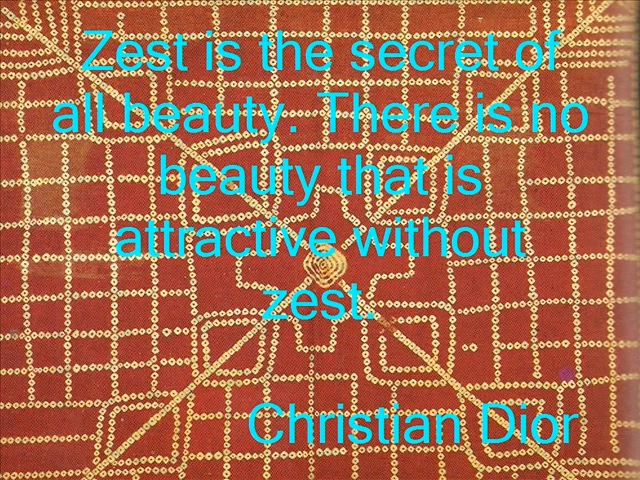 Zest is the secret of
all beauty. There is no
beauty that is
attractive without
zest.
Christian Dior